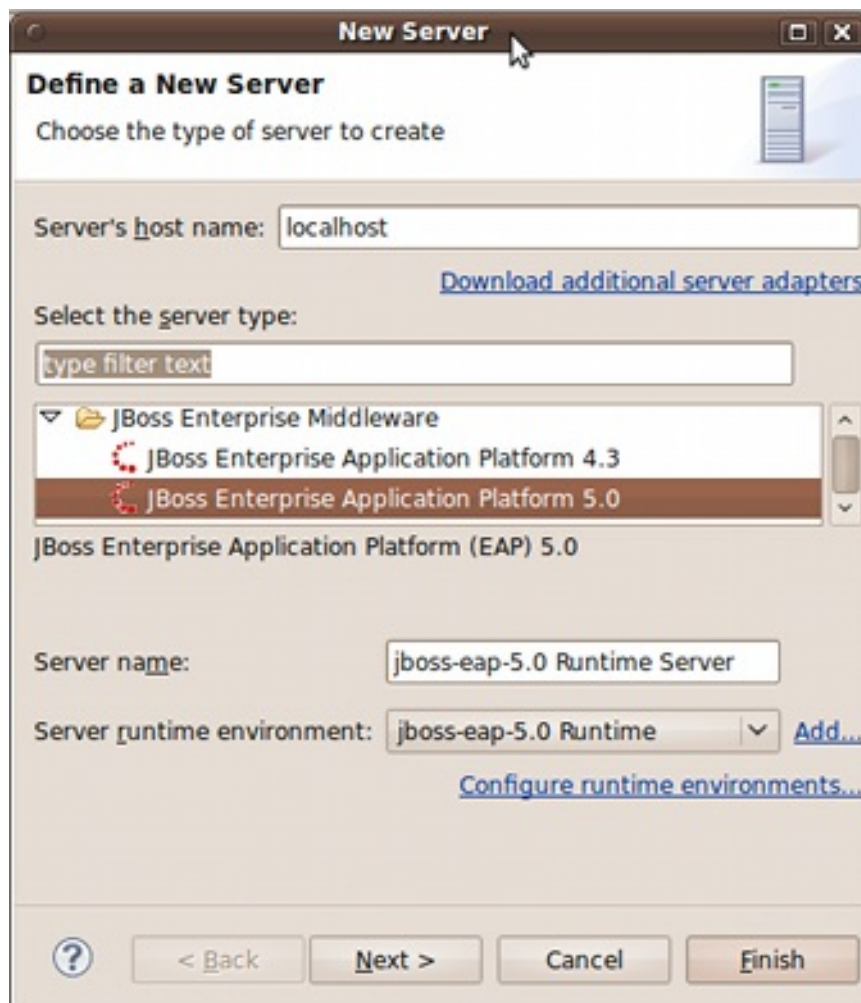 New Server
Define a New Server
Choose the type of server to create
Server's host name: localhost
Download additional server adapters
Select the server type:
type filter text
JBoss Enterprise Middleware
JBoss Enterprise Application Platform 4.3
JBoss Enterprise Application Platform 5.0
JBoss Enterprise Application Platform (EAP) 5.0
Server name: jboss-eap-5.0 Runtime Server
Server runtime environment: jboss-eap-5.0 Runtime Add...
Configure runtime environments...
? < Back Next > Cancel Finish